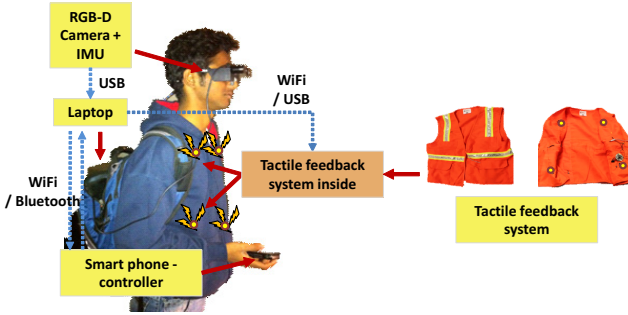 RGB-D
Camera +
IMU
USB
WiFi
/ USB
Laptop
WiFi
/ Bluetooth
Tactile feedback
system inside
Tactile feedback
system
Smart phone -
controller